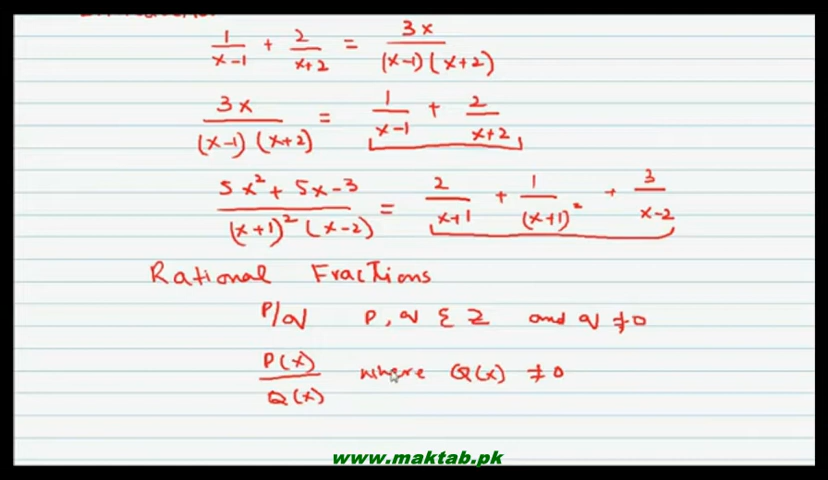 1/(x-1) + 2/(x+2) = 3x/((x-1)(x+2))
3x/((x-1)(x+2)) = 1/(x-1) + 2/(x+2)
(5x² + 5x - 3)/((x+1)²(x-2)) = 2/(x+1) + 1/(x+1)² + 3/(x-2)
Rational Fractions
P/q P, q ∈ Z and q ≠ 0
P(x)/Q(x) where Q(x) ≠ 0
www.maktab.pk